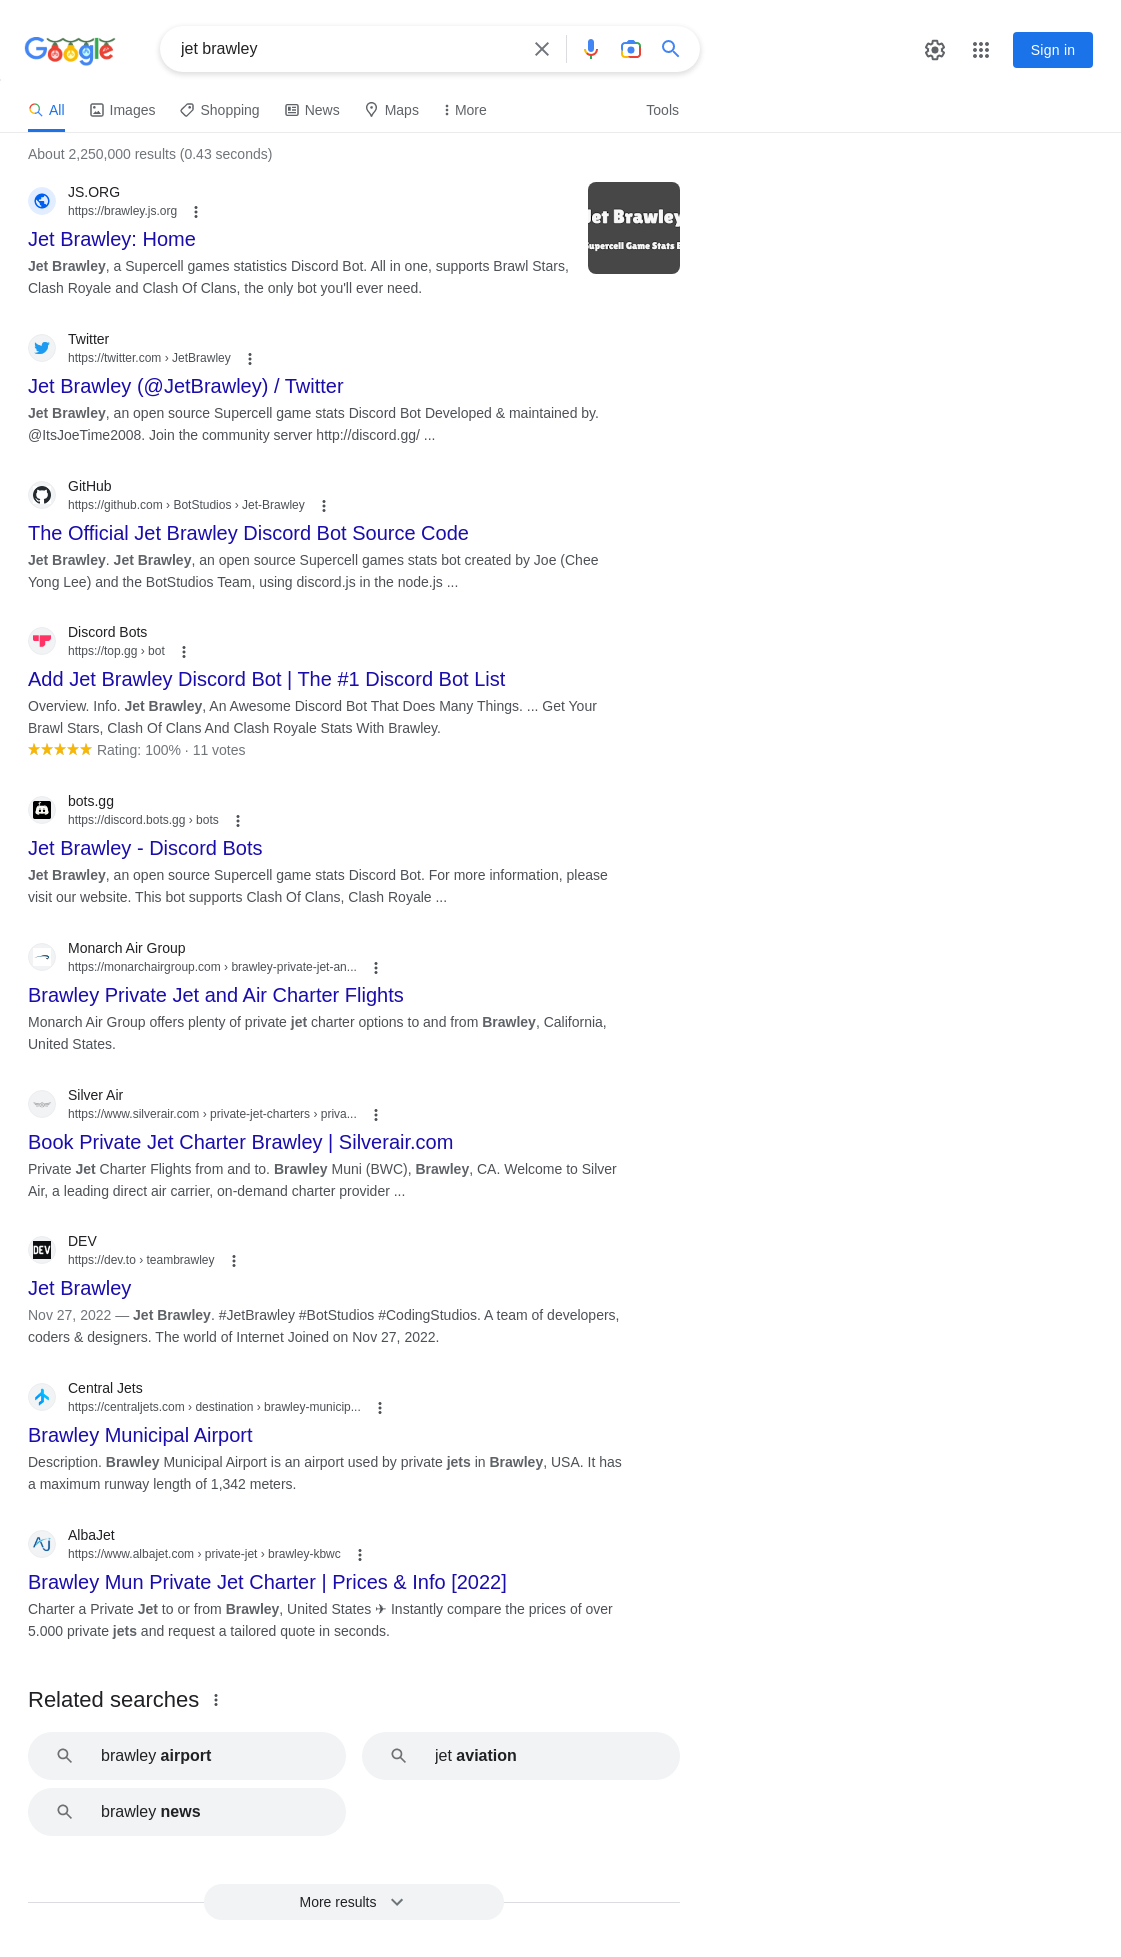 Google
jet brawley
Sign in
All Images Shopping News Maps More Tools
About 2,250,000 results (0.43 seconds)
JS.ORG
https://brawley.js.org
Jet Brawley: Home
Jet Brawley, a Supercell games statistics Discord Bot. All in one, supports Brawl Stars,
Clash Royale and Clash Of Clans, the only bot you'll ever need.
Jet Brawley
Supercell Game Stats
Twitter
https://twitter.com › JetBrawley
Jet Brawley (@JetBrawley) / Twitter
Jet Brawley, an open source Supercell game stats Discord Bot Developed & maintained by.
@ItsJoeTime2008. Join the community server http://discord.gg/ ...
GitHub
https://github.com › BotStudios › Jet-Brawley
The Official Jet Brawley Discord Bot Source Code
Jet Brawley. Jet Brawley, an open source Supercell games stats bot created by Joe (Chee
Yong Lee) and the BotStudios Team, using discord.js in the node.js ...
Discord Bots
https://top.gg › bot
Add Jet Brawley Discord Bot | The #1 Discord Bot List
Overview. Info. Jet Brawley, An Awesome Discord Bot That Does Many Things. ... Get Your
Brawl Stars, Clash Of Clans And Clash Royale Stats With Brawley.
Rating: 100% · 11 votes
bots.gg
https://discord.bots.gg › bots
Jet Brawley - Discord Bots
Jet Brawley, an open source Supercell game stats Discord Bot. For more information, please
visit our website. This bot supports Clash Of Clans, Clash Royale ...
Monarch Air Group
https://monarchairgroup.com › brawley-private-jet-an...
Brawley Private Jet and Air Charter Flights
Monarch Air Group offers plenty of private jet charter options to and from Brawley, California,
United States.
Silver Air
https://www.silverair.com › private-jet-charters › priva...
Book Private Jet Charter Brawley | Silverair.com
Private Jet Charter Flights from and to. Brawley Muni (BWC), Brawley, CA. Welcome to Silver
Air, a leading direct air carrier, on-demand charter provider ...
DEV
DEV
https://dev.to › teambrawley
Jet Brawley
Nov 27, 2022 — Jet Brawley. #JetBrawley #BotStudios #CodingStudios. A team of developers,
coders & designers. The world of Internet Joined on Nov 27, 2022.
Central Jets
https://centraljets.com › destination › brawley-municip...
Brawley Municipal Airport
Description. Brawley Municipal Airport is an airport used by private jets in Brawley, USA. It has
a maximum runway length of 1,342 meters.
AlbaJet
https://www.albajet.com › private-jet › brawley-kbwc
Brawley Mun Private Jet Charter | Prices & Info [2022]
Charter a Private Jet to or from Brawley, United States ✈ Instantly compare the prices of over
5.000 private jets and request a tailored quote in seconds.
Related searches
brawley airport
jet aviation
brawley news
More results